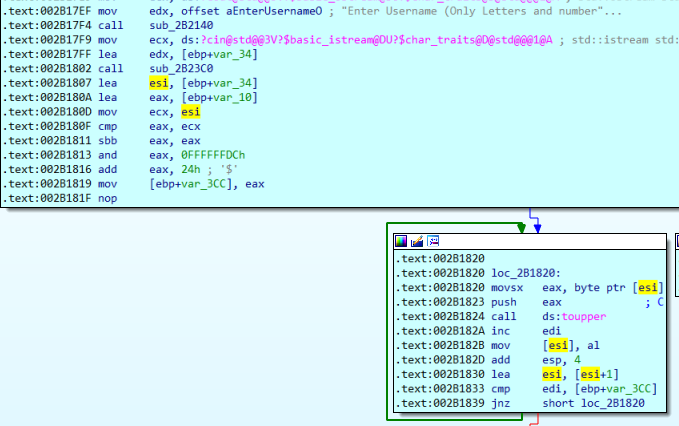 .text:002B17EF mov edx, offset aEnterUsernameO ; "Enter Username (Only Letters and number"...
.text:002B17F4 call sub_2B2140
.text:002B17F9 mov ecx, ds:?cin@std@@3V?$basic_istream@DU?$char_traits@D@std@@@1@A ; std::istream std:
.text:002B17FF lea edx, [ebp+var_34]
.text:002B1802 call sub_2B23C0
.text:002B1807 lea esi, [ebp+var_34]
.text:002B180A lea eax, [ebp+var_10]
.text:002B180D mov ecx, esi
.text:002B180F cmp eax, ecx
.text:002B1811 sbb eax, eax
.text:002B1813 and eax, 0FFFFFFDCh
.text:002B1816 add eax, 24h ; '$'
.text:002B1819 mov [ebp+var_3CC], eax
.text:002B181F nop
.text:002B1820
.text:002B1820 loc_2B1820:
.text:002B1820 movsx eax, byte ptr [esi]
.text:002B1823 push eax ; C
.text:002B1824 call ds:toupper
.text:002B182A inc edi
.text:002B182B mov [esi], al
.text:002B182D add esp, 4
.text:002B1830 lea esi, [esi+1]
.text:002B1833 cmp edi, [ebp+var_3CC]
.text:002B1839 jnz short loc_2B1820